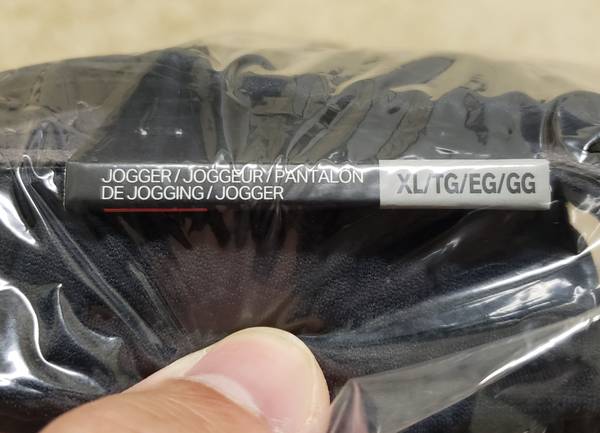 JOGGER / JOGGEUR / PANTALON
DE JOGGING / JOGGER
XL/TG/EG/GG